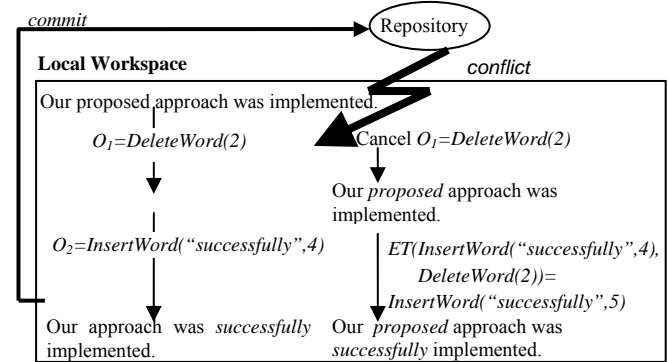 commit
Repository
Local Workspace
conflict
Our proposed approach was implemented.
O1=DeleteWord(2)
Cancel O1=DeleteWord(2)
Our proposed approach was
implemented.
O2=InsertWord(“successfully”,4)
ET(InsertWord(“successfully”,4),
DeleteWord(2))=
InsertWord(“successfully”,5)
Our approach was successfully
implemented.
Our proposed approach was
successfully implemented.